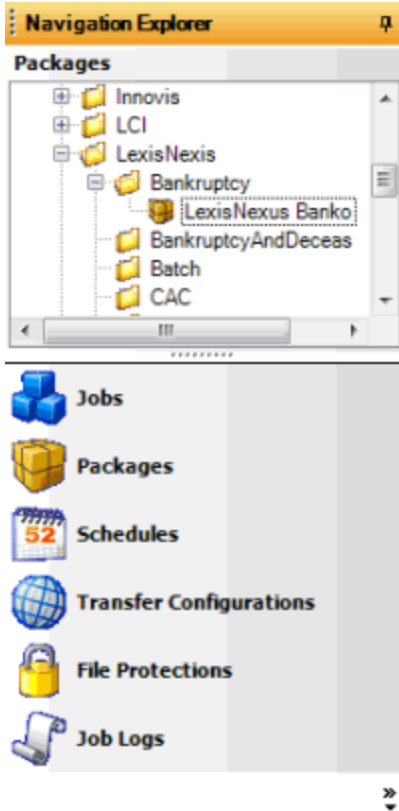 Navigation Explorer
Packages
Innovis
LCI
LexisNexis
Bankruptcy
LexisNexus Banko
BankruptcyAndDeceas
Batch
CAC
Jobs
Packages
52
Schedules
Transfer Configurations
File Protections
Job Logs